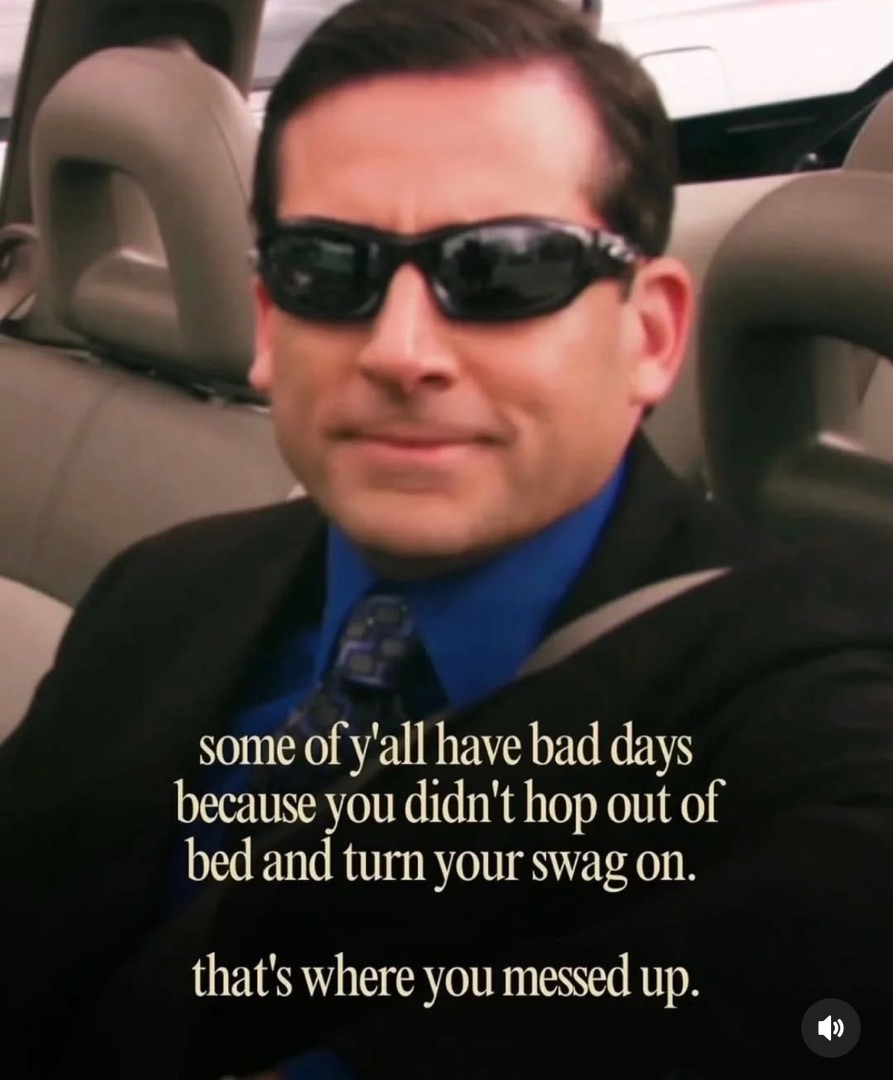 some of y'all have bad days
because you didn't hop out of
bed and turn your swag on.
that's where you messed up.